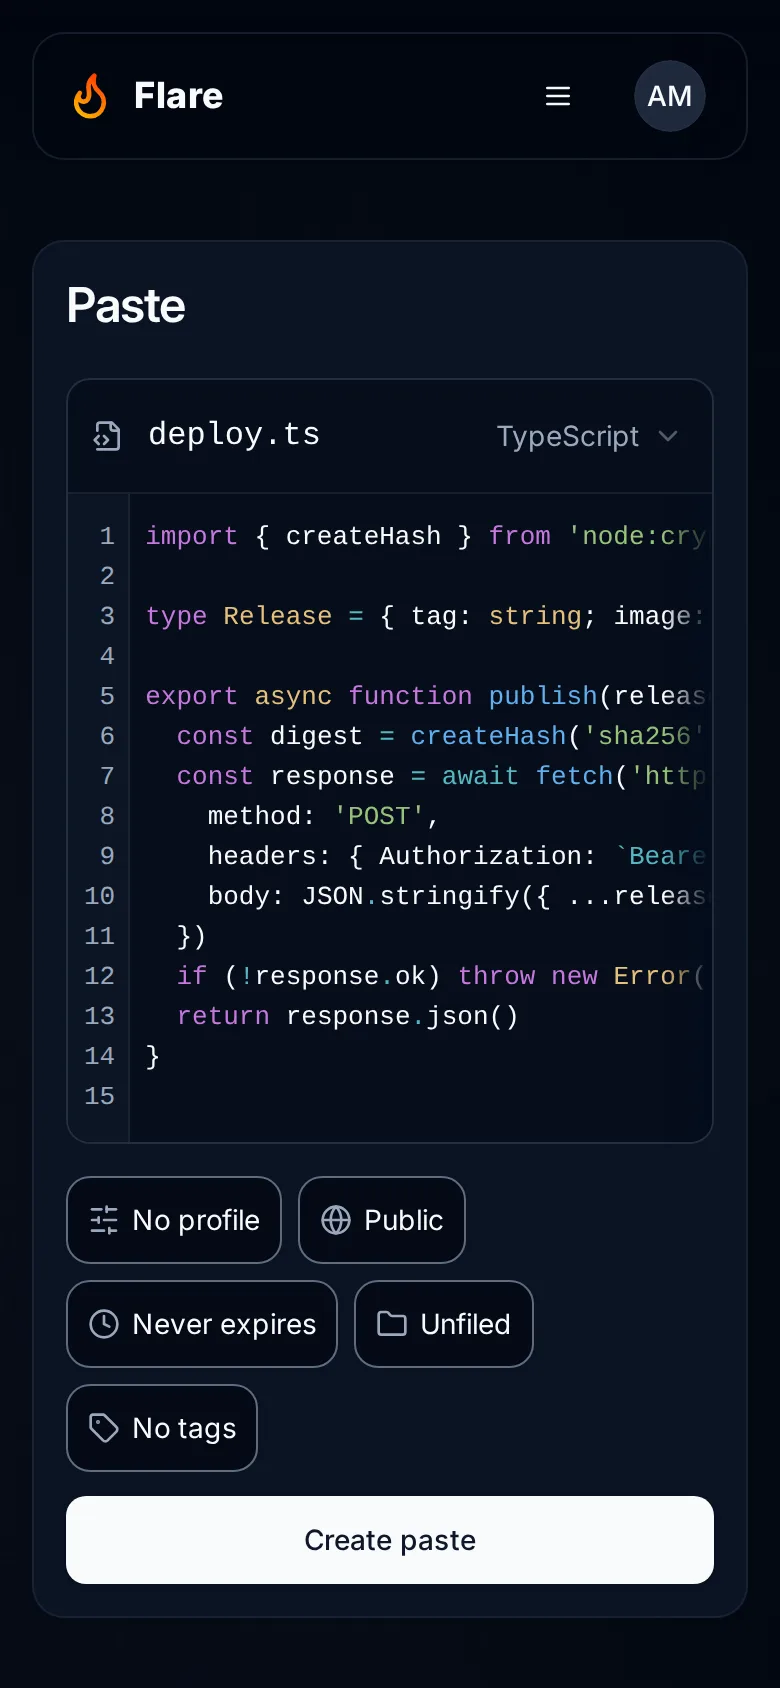 Flare
AM
Paste
deploy.ts
TypeScript
1 import { createHash } from 'node:cry
2
3 type Release = { tag: string; image:
4
5 export async function publish(releas
6   const digest = createHash('sha256'
7   const response = await fetch('http
8     method: 'POST',
9     headers: { Authorization: `Beare
10     body: JSON.stringify({ ...releas
11   })
12   if (!response.ok) throw new Error(
13   return response.json()
14 }
15
No profile
Public
Never expires
Unfiled
No tags
Create paste